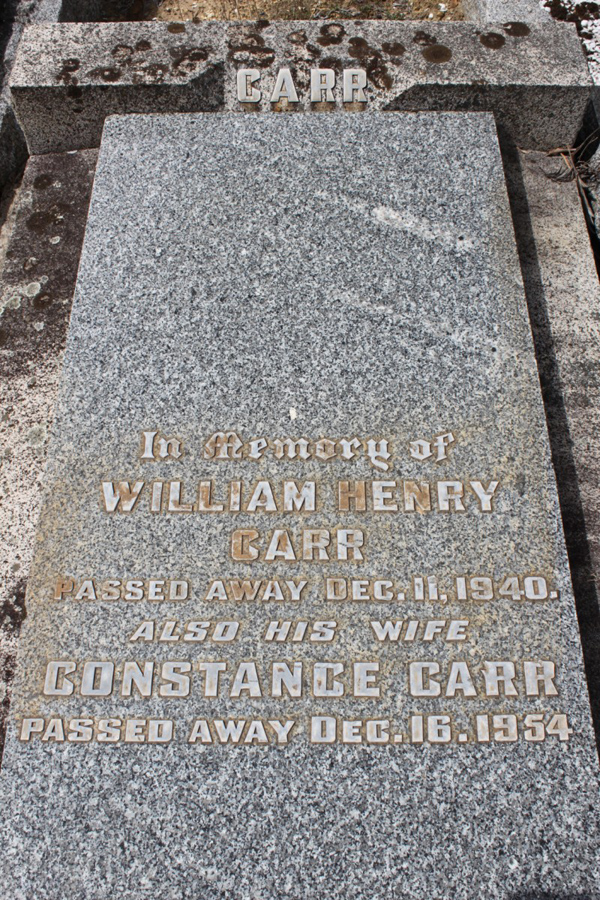 CARR
In Memory of
WILLIAM HENRY
CARR
PASSED AWAY DEC. 11, 1940.
ALSO HIS WIFE
CONSTANCE CARR
PASSED AWAY DEC. 16. 1954